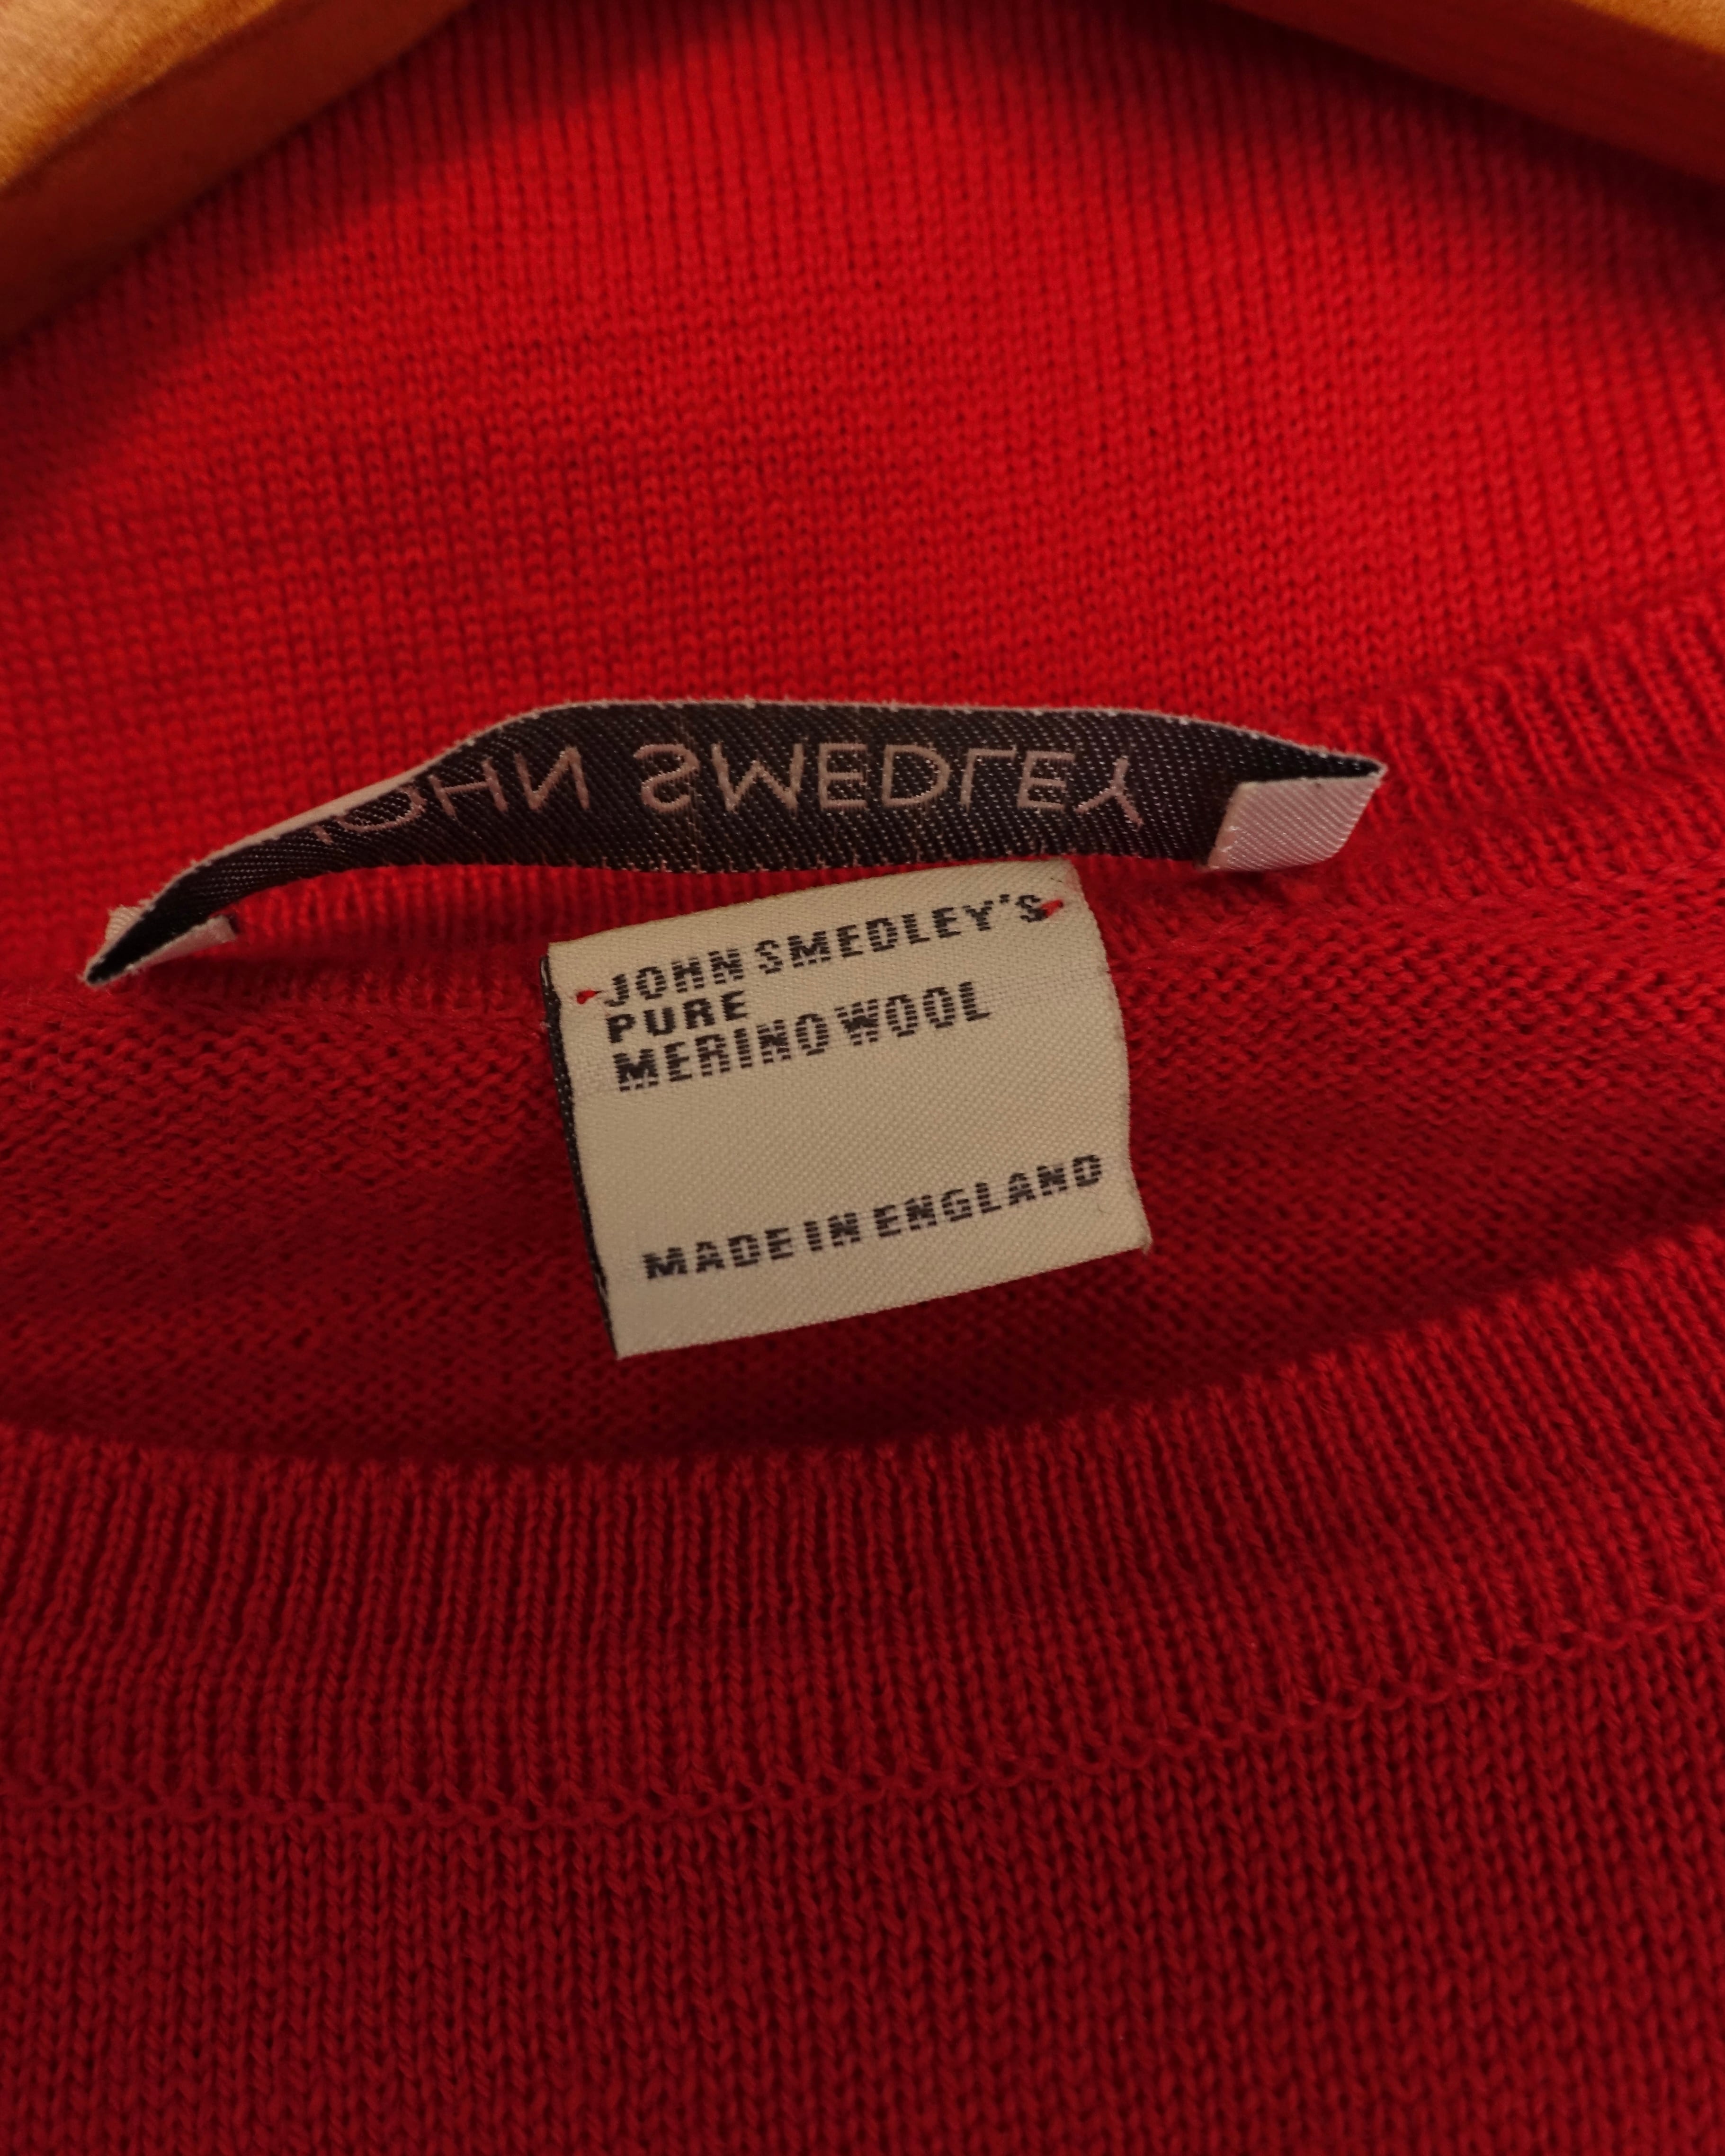 JOHN SMEDLEY
JOHN SMEDLEY'S
PURE
MERINO WOOL
MADE IN ENGLAND